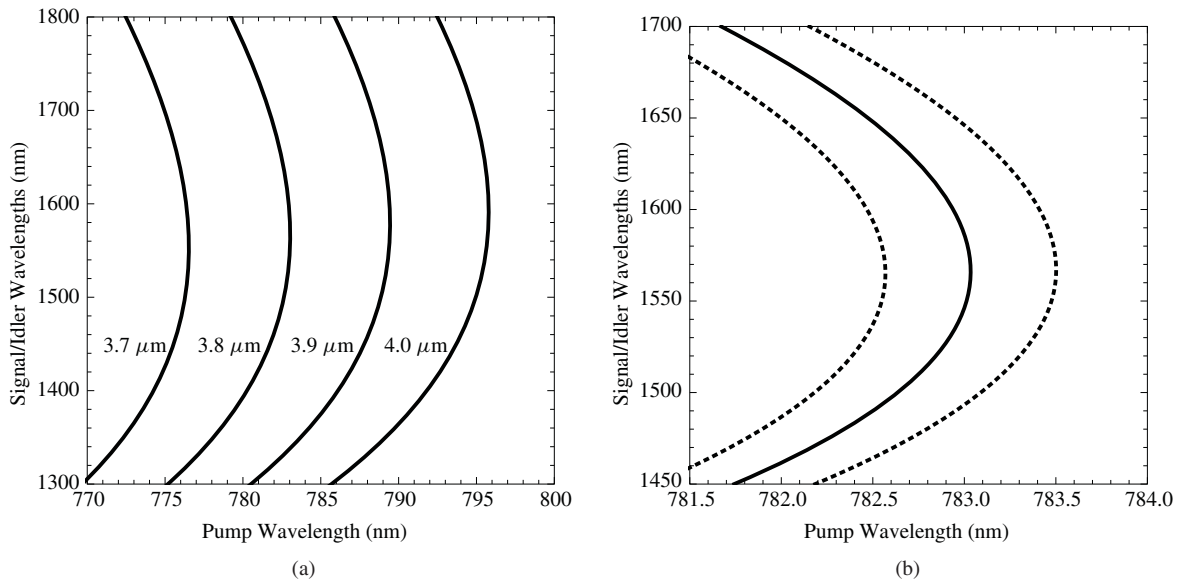 1800
1700
1600
1500
1400
1300
Signal/Idler Wavelengths (nm)
3.7 μm 3.8 μm 3.9 μm 4.0 μm
770 775 780 785 790 795 800
Pump Wavelength (nm)
(a)
1700
1650
1600
1550
1500
1450
Signal/Idler Wavelengths (nm)
781.5 782.0 782.5 783.0 783.5 784.0
Pump Wavelength (nm)
(b)